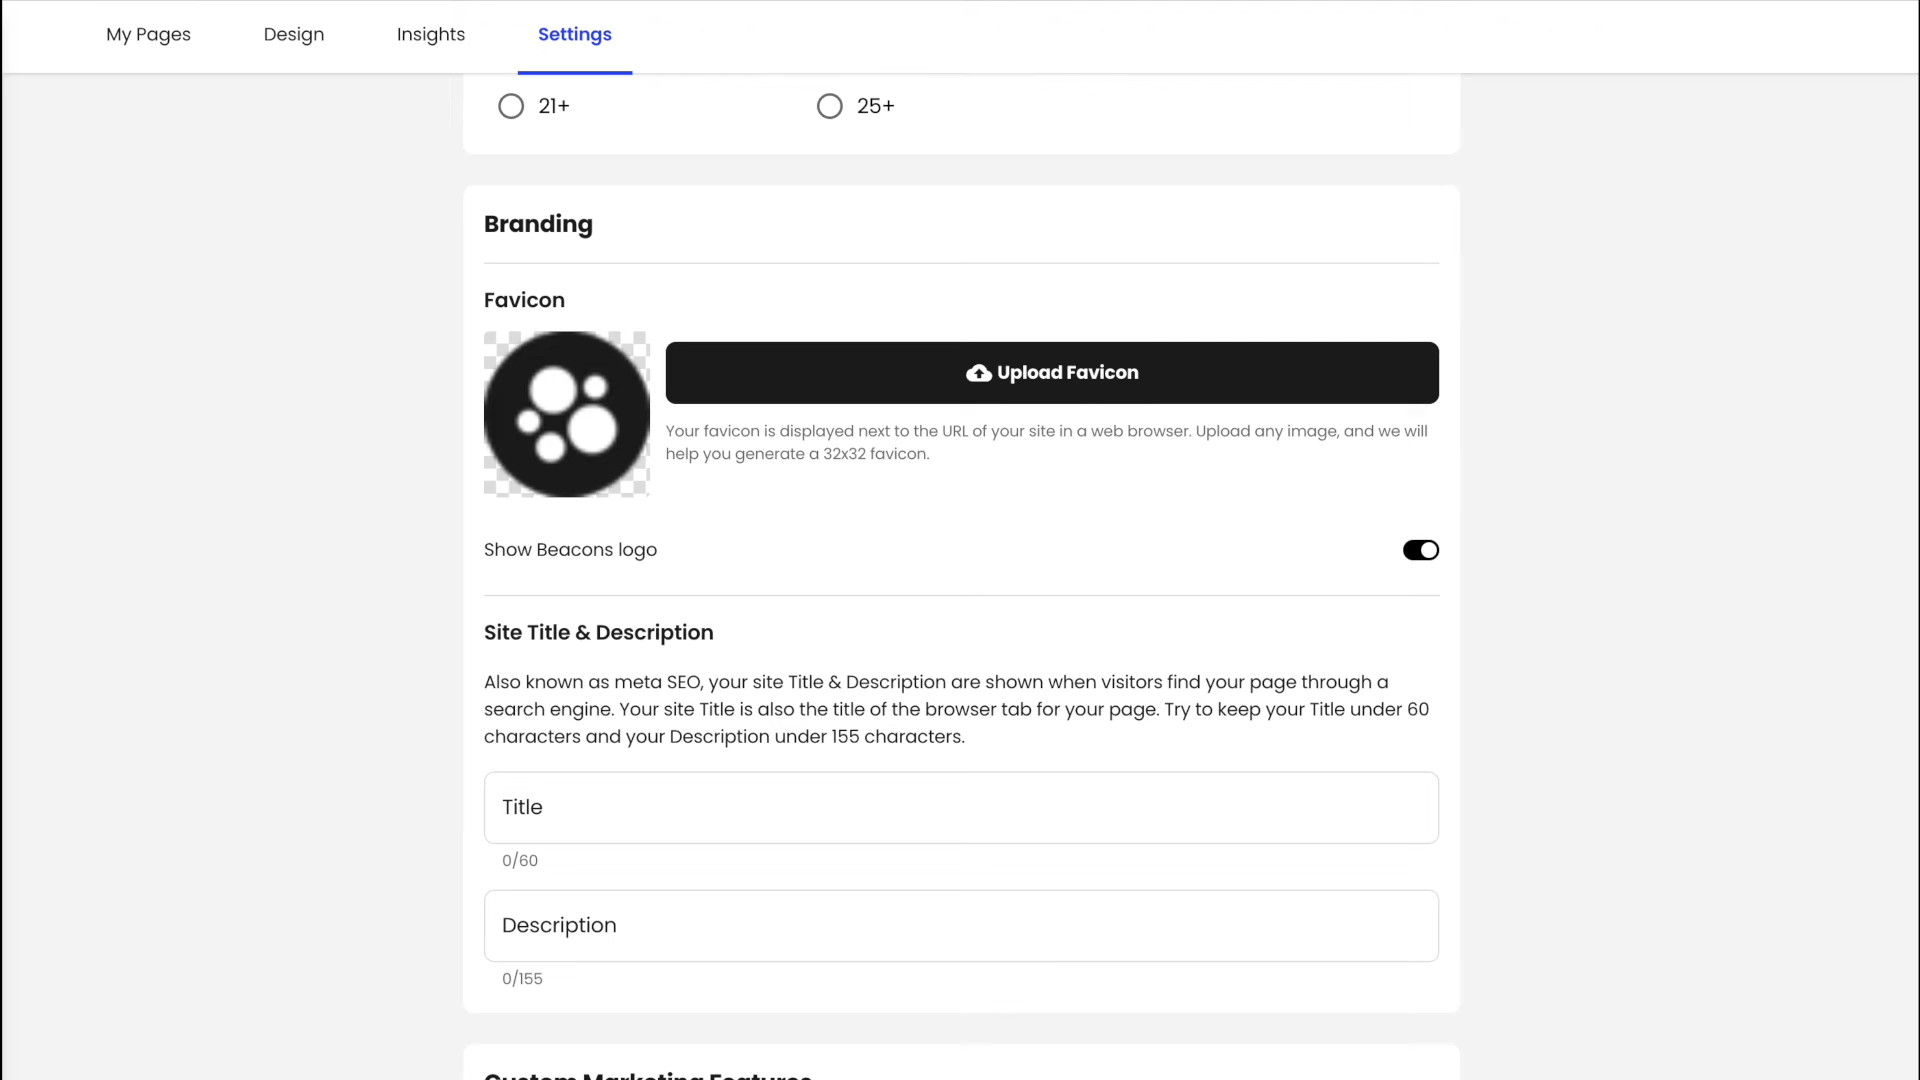 My Pages
Design
Insights
Settings
21+
25+
Branding
Favicon
Upload Favicon
Your favicon is displayed next to the URL of your site in a web browser. Upload any image, and we will
help you generate a 32x32 favicon.
Show Beacons logo
Site Title & Description
Also known as meta SEO, your site Title & Description are shown when visitors find your page through a
search engine. Your site Title is also the title of the browser tab for your page. Try to keep your Title under 60
characters and your Description under 155 characters.
Title
0/60
Description
0/155
Custom Marketing Features